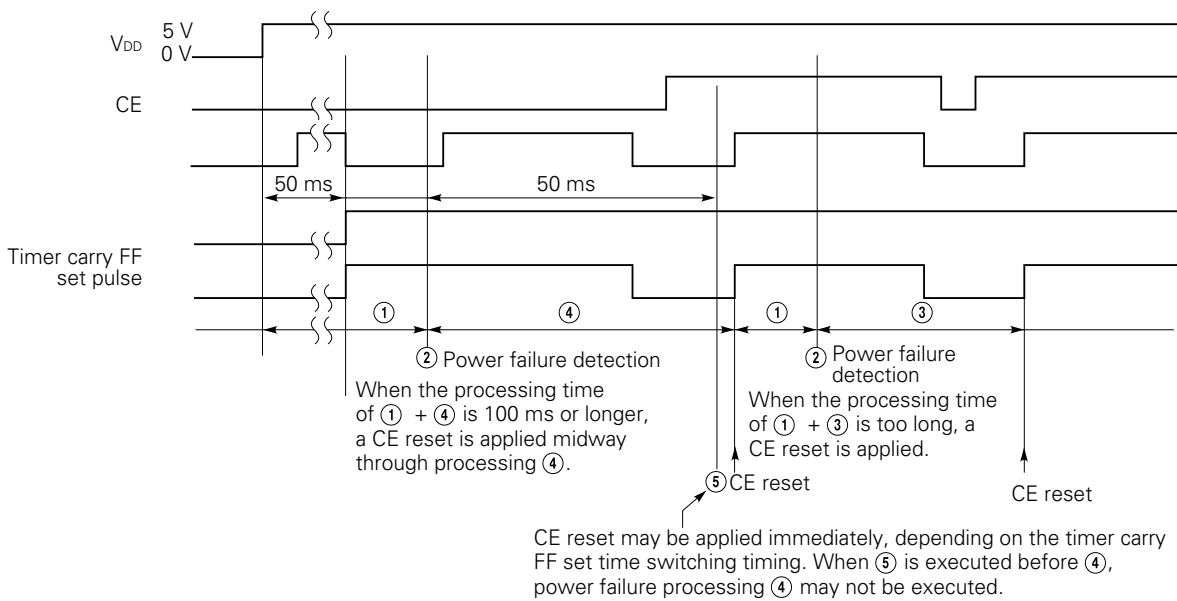 5 V
VDD
0 V
CE
50 ms
50 ms
Timer carry FF
set pulse
① ④ ① ③
② Power failure detection
When the processing time
of ① + ④ is 100 ms or longer,
a CE reset is applied midway
through processing ④.
② Power failure
detection
When the processing time
of ① + ③ is too long, a
CE reset is applied.
⑤ CE reset
CE reset
CE reset may be applied immediately, depending on the timer carry
FF set time switching timing. When ⑤ is executed before ④,
power failure processing ④ may not be executed.